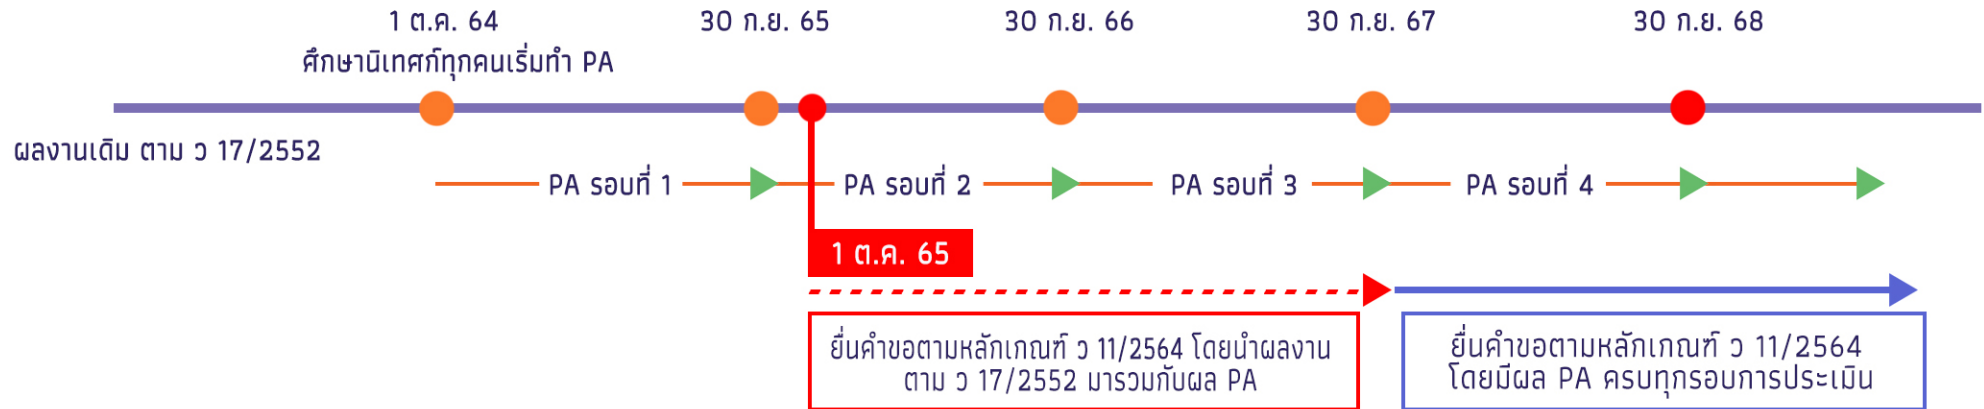 1 ต.ค. 64
30 ก.ย. 65
30 ก.ย. 66
30 ก.ย. 67
30 ก.ย. 68
ศึกษานิเทศก์ทุกคนเริ่มทำ PA
ผลงานเดิม ตาม ว 17/2552
PA รอบที่ 1
PA รอบที่ 2
PA รอบที่ 3
PA รอบที่ 4
1 ต.ค. 65
ยื่นคำขอตามหลักเกณฑ์ ว 11/2564 โดยนำผลงาน
ตาม ว 17/2552 มารวมกับผล PA
ยื่นคำขอตามหลักเกณฑ์ ว 11/2564
โดยมีผล PA ครบทุกรอบการประเมิน